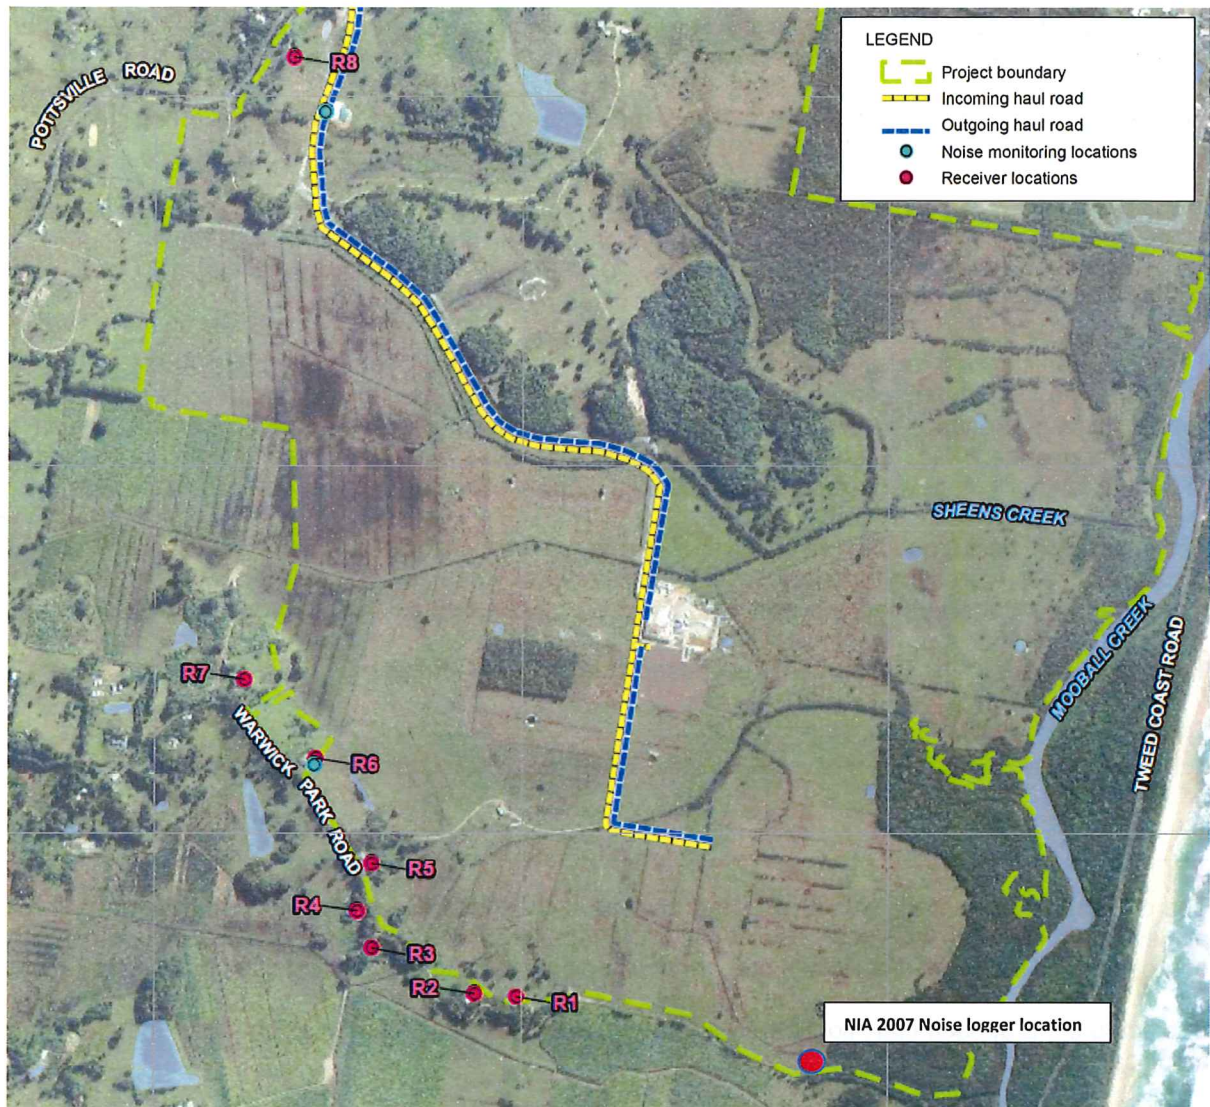 LEGEND
Project boundary
Incoming haul road
Outgoing haul road
Noise monitoring locations
Receiver locations
R8
POTTSVILLE ROAD
SHEENS CREEK
MOOBALL CREEK
TWEED COAST ROAD
R7
WARWICK PARK ROAD
R6
R5
R4
R3
R2
R1
NIA 2007 Noise logger location